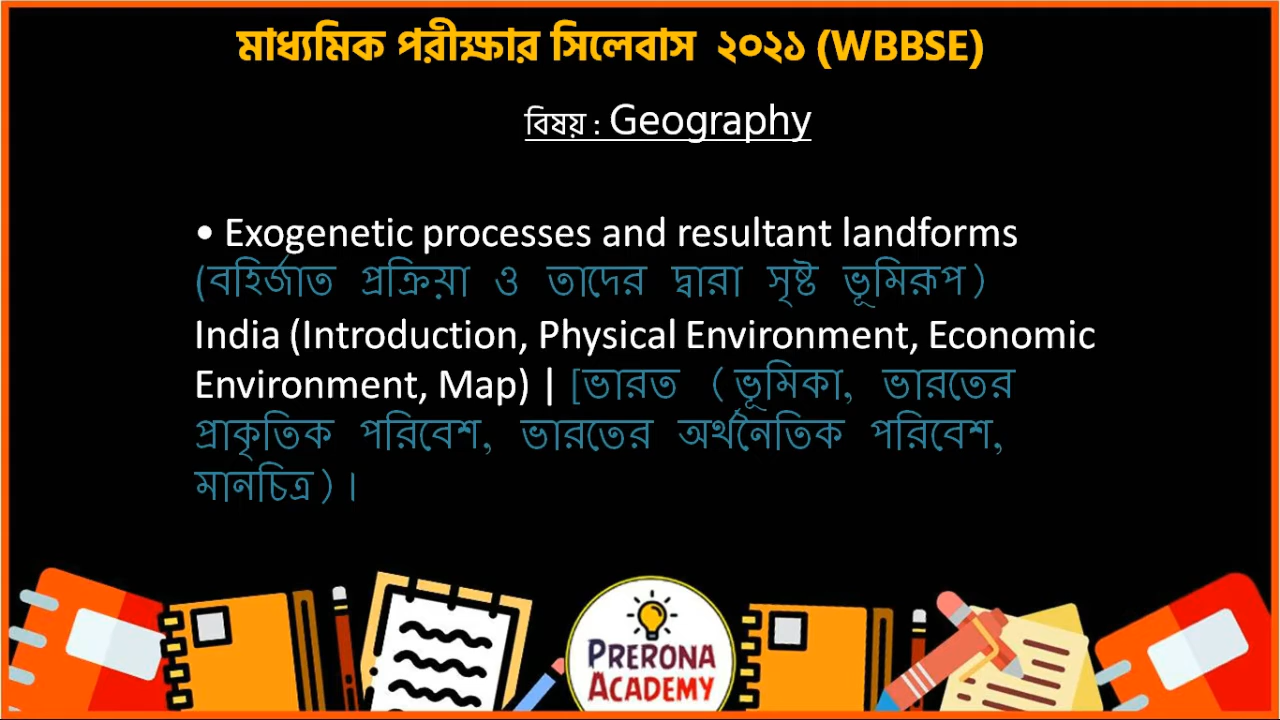 মাধ্যমিক পরীক্ষার সিলেবাস ২০২১ (WBBSE)
বিষয় : Geography
• Exogenetic processes and resultant landforms
(বহির্জাত প্রক্রিয়া ও তাদের দ্বারা সৃষ্ট ভূমিরূপ)
India (Introduction, Physical Environment, Economic
Environment, Map) | [ভারত (ভূমিকা, ভারতের
প্রাকৃতিক পরিবেশ, ভারতের অর্থনৈতিক পরিবেশ,
মানচিত্র)।
PRERONA
ACADEMY